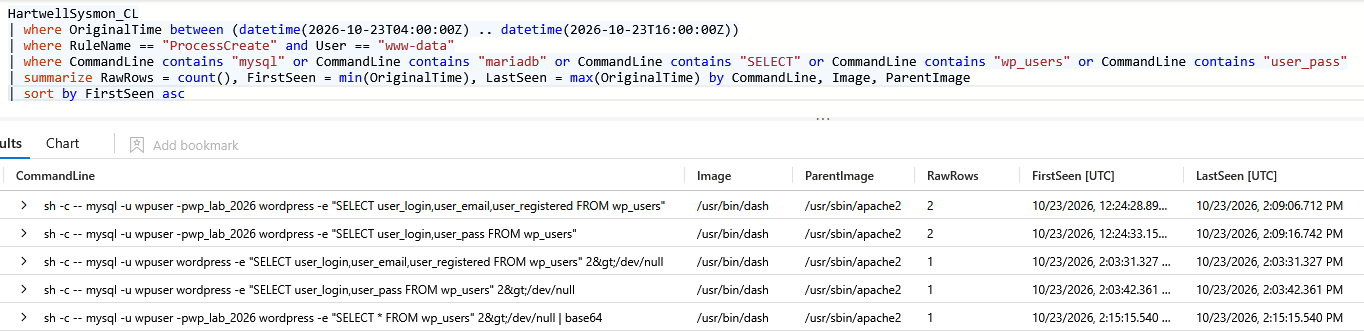 HartwellSysmon_CL
| where OriginalTime between (datetime(2026-10-23T04:00:00Z) .. datetime(2026-10-23T16:00:00Z))
| where RuleName == "ProcessCreate" and User == "www-data"
| where CommandLine contains "mysql" or CommandLine contains "mariadb" or CommandLine contains "SELECT" or CommandLine contains "wp_users" or CommandLine contains "user_pass"
| summarize RawRows = count(), FirstSeen = min(OriginalTime), LastSeen = max(OriginalTime) by CommandLine, Image, ParentImage
| sort by FirstSeen asc
...
ults Chart Add bookmark
CommandLine Image ParentImage RawRows FirstSeen [UTC] LastSeen [UTC]
sh -c -- mysql -u wpuser -pwp_lab_2026 wordpress -e "SELECT user_login,user_email,user_registered FROM wp_users" /usr/bin/dash /usr/sbin/apache2 2 10/23/2026, 12:24:28.89... 10/23/2026, 2:09:06.712 PM
sh -c -- mysql -u wpuser -pwp_lab_2026 wordpress -e "SELECT user_login,user_pass FROM wp_users" /usr/bin/dash /usr/sbin/apache2 2 10/23/2026, 12:24:33.15... 10/23/2026, 2:09:16.742 PM
sh -c -- mysql -u wpuser wordpress -e "SELECT user_login,user_email,user_registered FROM wp_users" 2&gt;/dev/null /usr/bin/dash /usr/sbin/apache2 1 10/23/2026, 2:03:31.327 ... 10/23/2026, 2:03:31.327 PM
sh -c -- mysql -u wpuser wordpress -e "SELECT user_login,user_pass FROM wp_users" 2&gt;/dev/null /usr/bin/dash /usr/sbin/apache2 1 10/23/2026, 2:03:42.361 ... 10/23/2026, 2:03:42.361 PM
sh -c -- mysql -u wpuser wordpress -e "SELECT * FROM wp_users" 2&gt;/dev/null | base64 /usr/bin/dash /usr/sbin/apache2 1 10/23/2026, 2:15:15.540 ... 10/23/2026, 2:15:15.540 PM